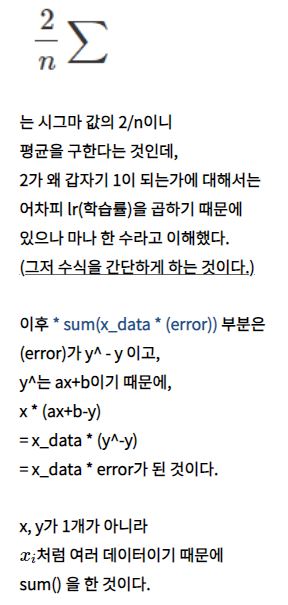 2/n ∑
는 시그마 값의 2/n이니
평균을 구한다는 것인데,
2가 왜 갑자기 1이 되는가에 대해서는
어차피 lr(학습률)을 곱하기 때문에
있으나 마나 한 수라고 이해했다.
(그저 수식을 간단하게 하는 것이다.)
이후 * sum(x_data * (error)) 부분은
(error)가 y^ - y 이고,
y^는 ax+b이기 때문에,
x * (ax+b-y)
= x_data * (y^-y)
= x_data * error가 된 것이다.
x, y가 1개가 아니라
xᵢ처럼 여러 데이터이기 때문에
sum() 을 한 것이다.